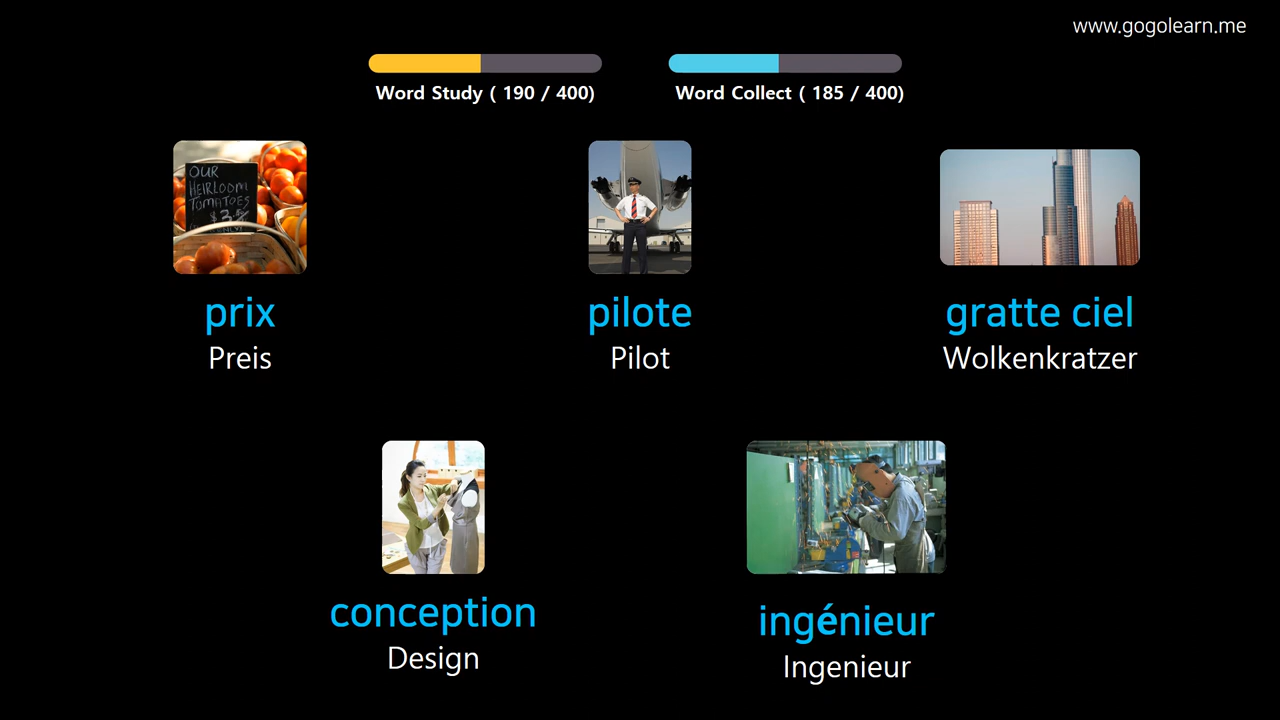 www.gogolearn.me
Word Study ( 190 / 400)
Word Collect ( 185 / 400)
OUR
HEIRLOOM
TOMATOES
prix
Preis
pilote
Pilot
gratte ciel
Wolkenkratzer
conception
Design
ingénieur
Ingenieur